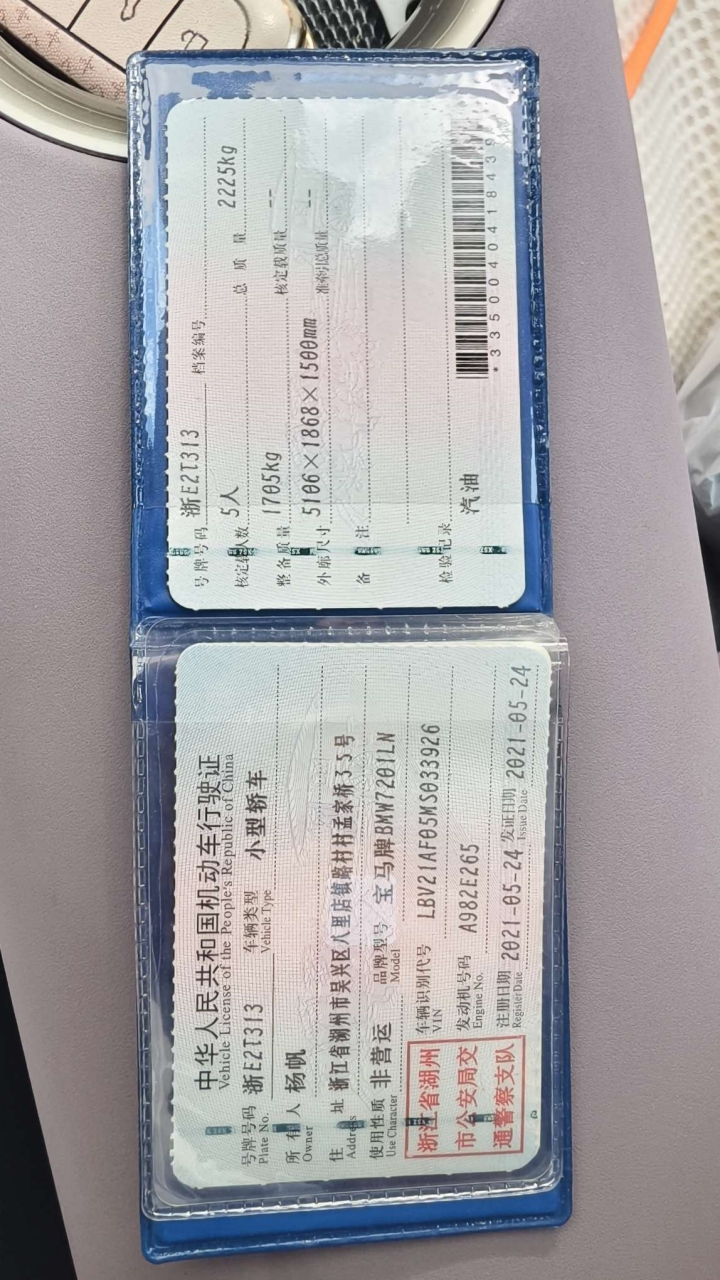 中华人民共和国机动车行驶证
Vehicle License of the People's Republic of China
号牌号码 浙E2T313 车辆类型 小型轿车
Plate No. Vehicle Type
所有人 杨帆
Owner
住址 浙江省湖州市吴兴区八里店镇路村村孟家桥35号
Address
使用性质 非营运 品牌型号 宝马牌BMW7201LN
Use Character Model
浙江省湖州
市公安局交
通警察支队
车辆识别代号 LBV21AF05MS033926
VIN
发动机号码 A982E265
Engine No.
注册日期 2021-05-24 发证日期 2021-05-24
Register Date Issue Date
号牌号码 浙E2T313 档案编号
核定载人数 5人 总质量 2225kg
整备质量 1705kg 核定载质量 --
外廓尺寸 5106×1868×1500mm 准牵引总质量 --
备注
检验记录 汽油
*3350040418439